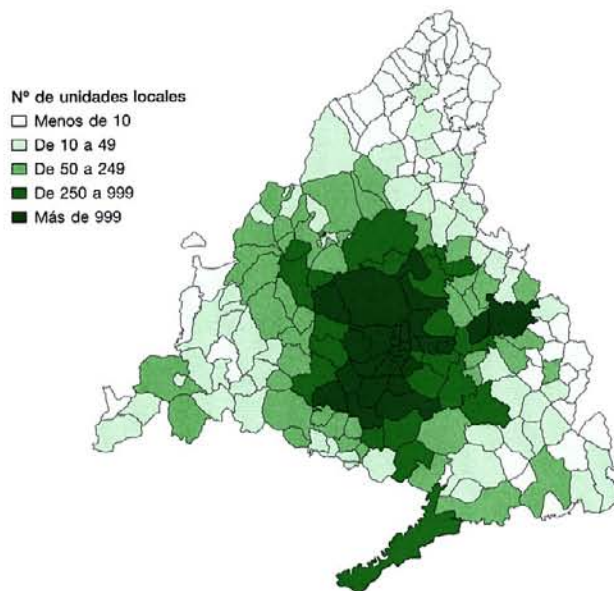 Nº de unidades locales
Menos de 10
De 10 a 49
De 50 a 249
De 250 a 999
Más de 999